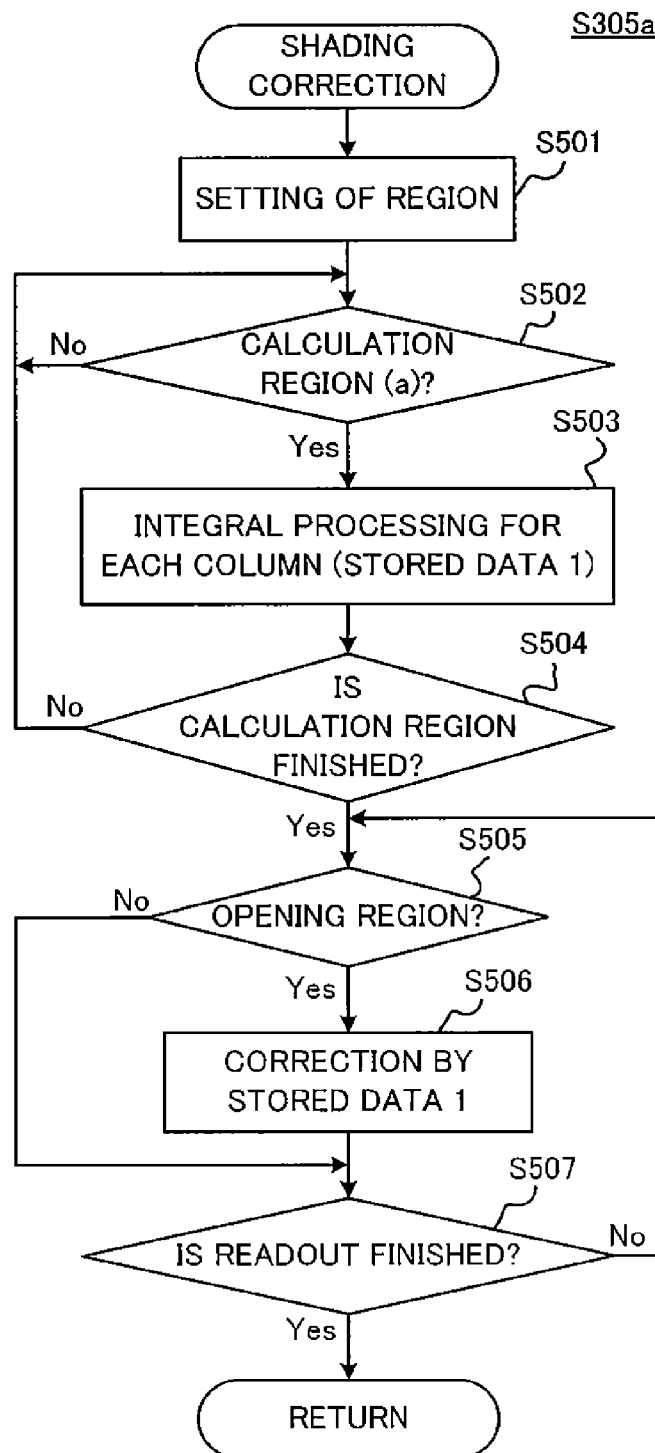 S305a
SHADING
CORRECTION
S501
SETTING OF REGION
S502
No
CALCULATION
REGION (a)?
Yes
S503
INTEGRAL PROCESSING FOR
EACH COLUMN (STORED DATA 1)
S504
No
IS
CALCULATION REGION
FINISHED?
Yes
S505
No
OPENING REGION?
Yes
S506
CORRECTION BY
STORED DATA 1
S507
IS READOUT FINISHED?
No
Yes
RETURN